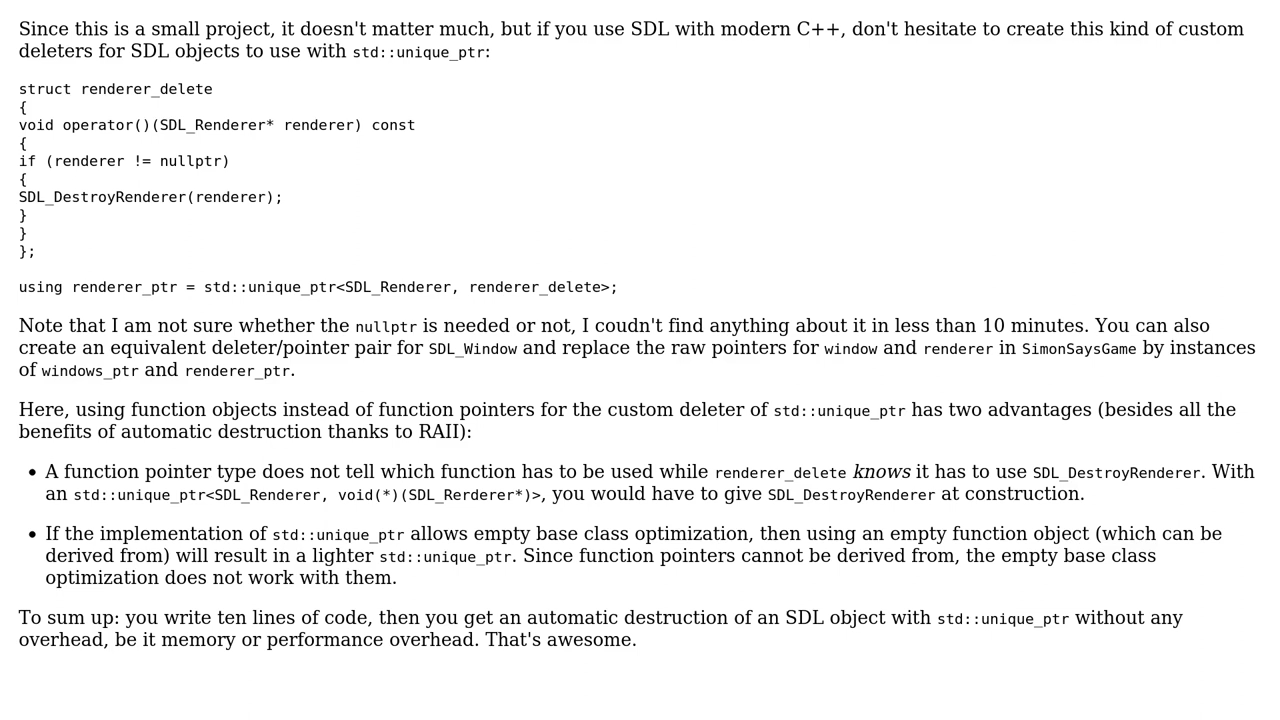 Since this is a small project, it doesn't matter much, but if you use SDL with modern C++, don't hesitate to create this kind of custom
deleters for SDL objects to use with std::unique_ptr:
struct renderer_delete
{
void operator()(SDL_Renderer* renderer) const
{
if (renderer != nullptr)
{
SDL_DestroyRenderer(renderer);
}
}
};
using renderer_ptr = std::unique_ptr<SDL_Renderer, renderer_delete>;
Note that I am not sure whether the nullptr is needed or not, I coudn't find anything about it in less than 10 minutes. You can also
create an equivalent deleter/pointer pair for SDL_Window and replace the raw pointers for window and renderer in SimonSaysGame by instances
of windows_ptr and renderer_ptr.
Here, using function objects instead of function pointers for the custom deleter of std::unique_ptr has two advantages (besides all the
benefits of automatic destruction thanks to RAII):
• A function pointer type does not tell which function has to be used while renderer_delete knows it has to use SDL_DestroyRenderer. With
an std::unique_ptr<SDL_Renderer, void(*)(SDL_Rerderer*)>, you would have to give SDL_DestroyRenderer at construction.
• If the implementation of std::unique_ptr allows empty base class optimization, then using an empty function object (which can be
derived from) will result in a lighter std::unique_ptr. Since function pointers cannot be derived from, the empty base class
optimization does not work with them.
To sum up: you write ten lines of code, then you get an automatic destruction of an SDL object with std::unique_ptr without any
overhead, be it memory or performance overhead. That's awesome.